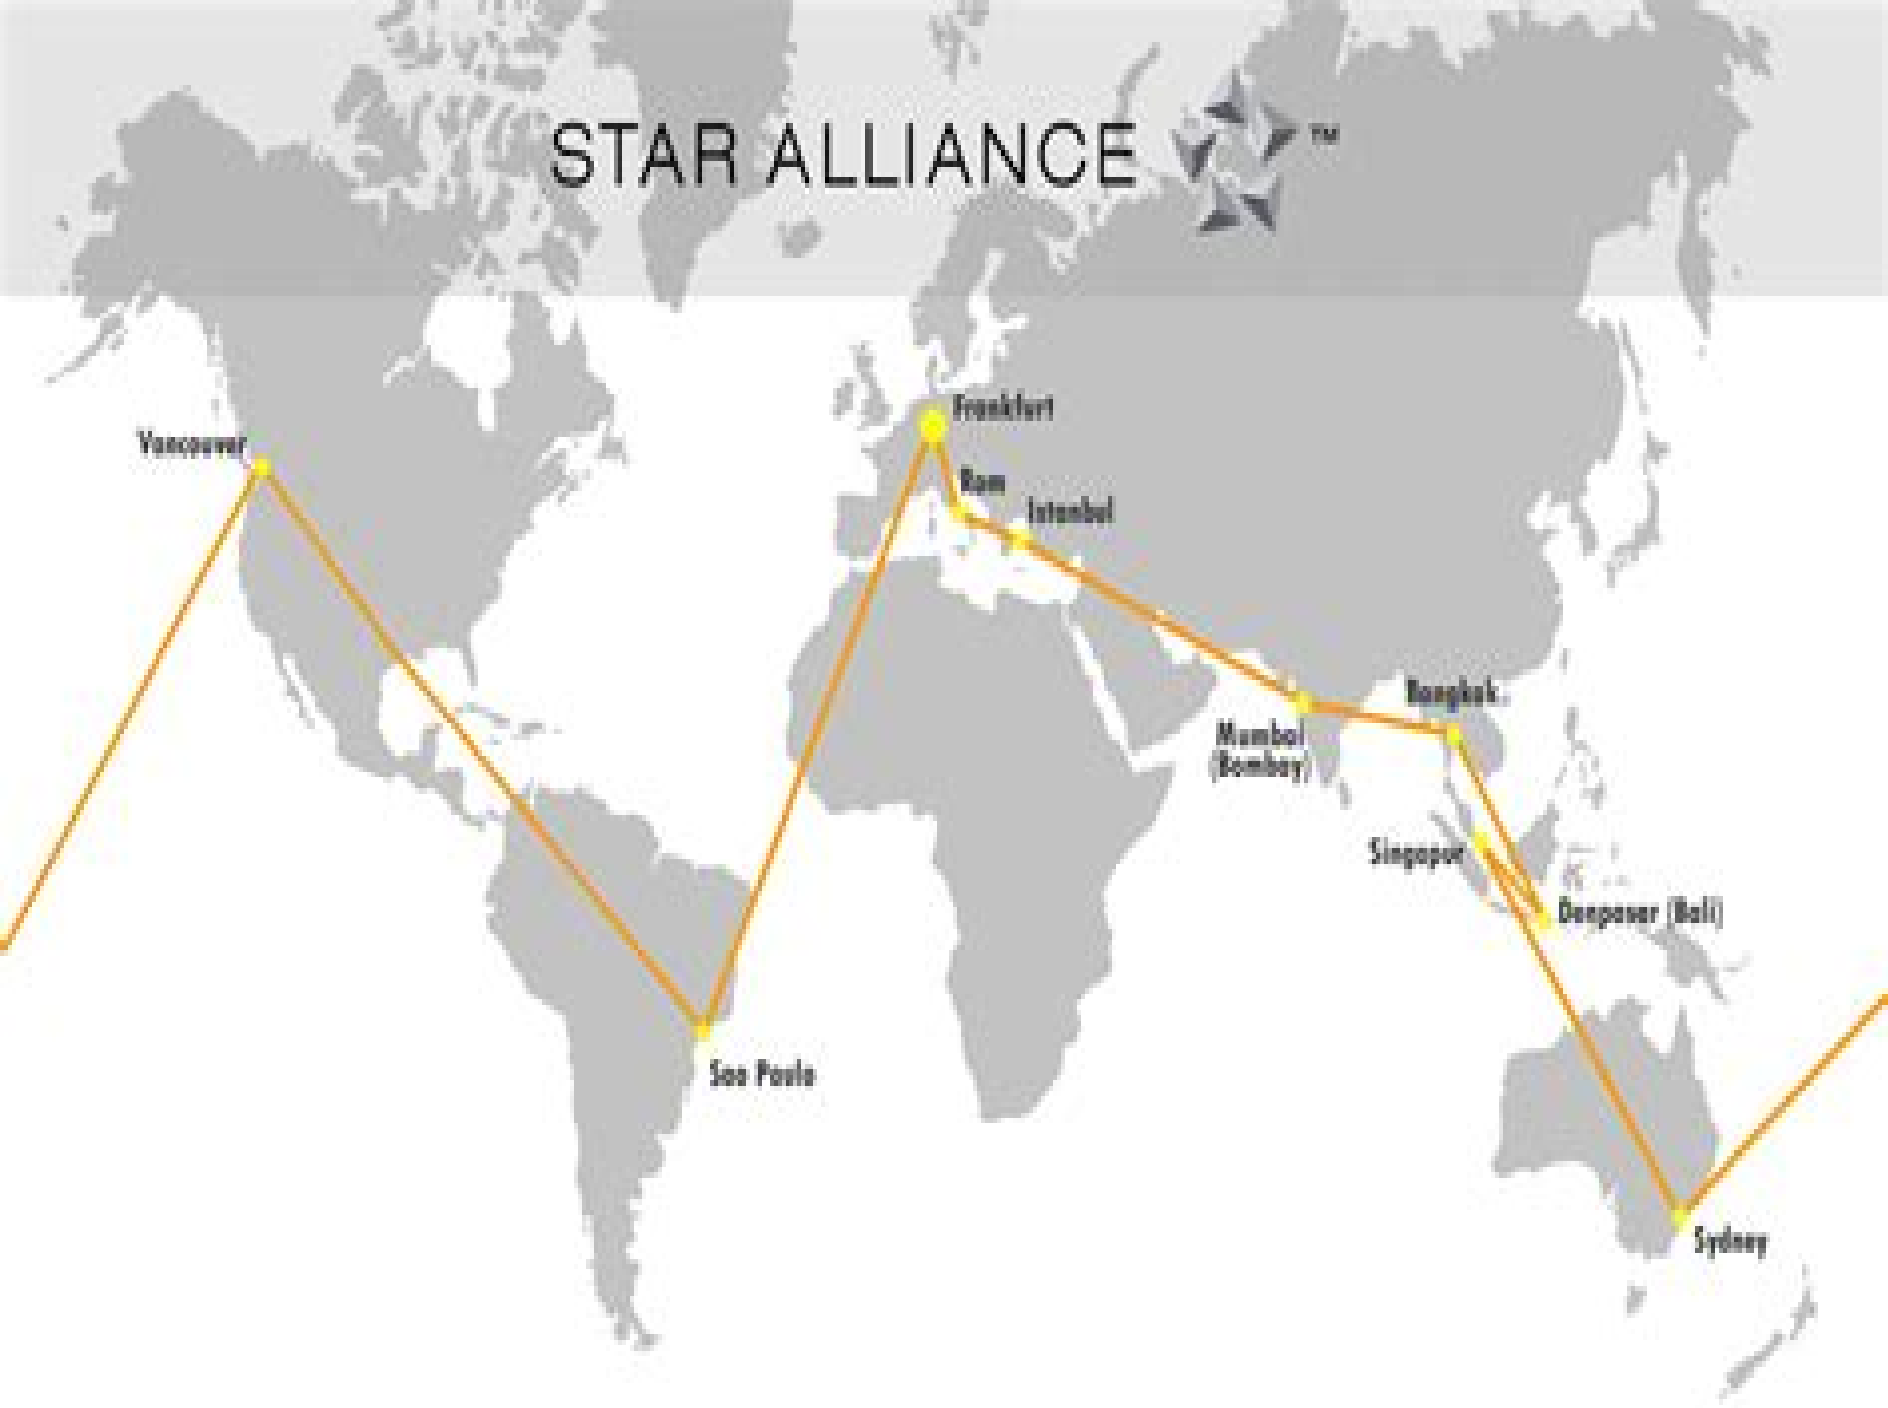 STAR ALLIANCE ™
Frankfurt
Vancouver
Rom
Istanbul
Bangkok
Mumbai
(Bombay)
Singapur
Denpasar (Bali)
Sao Paulo
Sydney